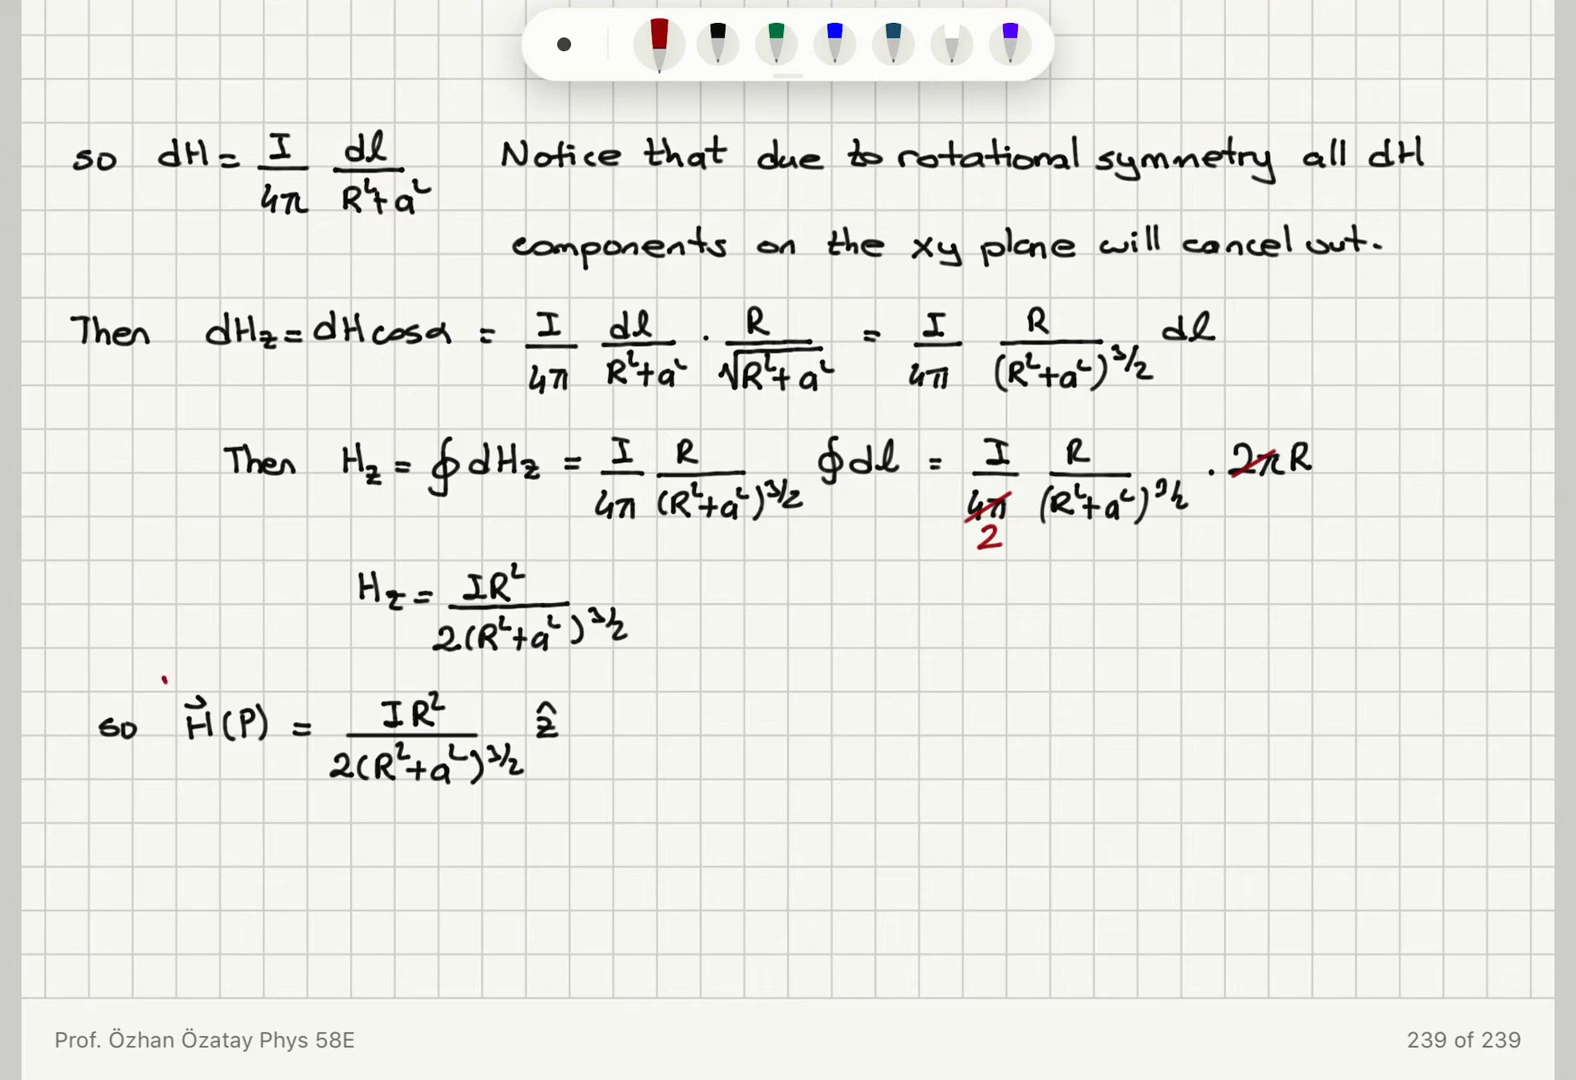 so dH = I/4π dl/R²+a² Notice that due to rotational symmetry all dH
components on the xy plane will cancel out.
Then dHz = dH cosα = I/4π dl/R²+a² · R/√R²+a² = I/4π R/(R²+a²)^3/2 dl
Then Hz = ∮dHz = I/4π R/(R²+a²)^3/2 ∮dl = I/4π R/(R²+a²)^3/2 · 2πR
2
Hz = IR²/2(R²+a²)^3/2
so H⃗(P) = IR²/2(R²+a²)^3/2 ẑ
Prof. Özhan Özatay Phys 58E
239 of 239